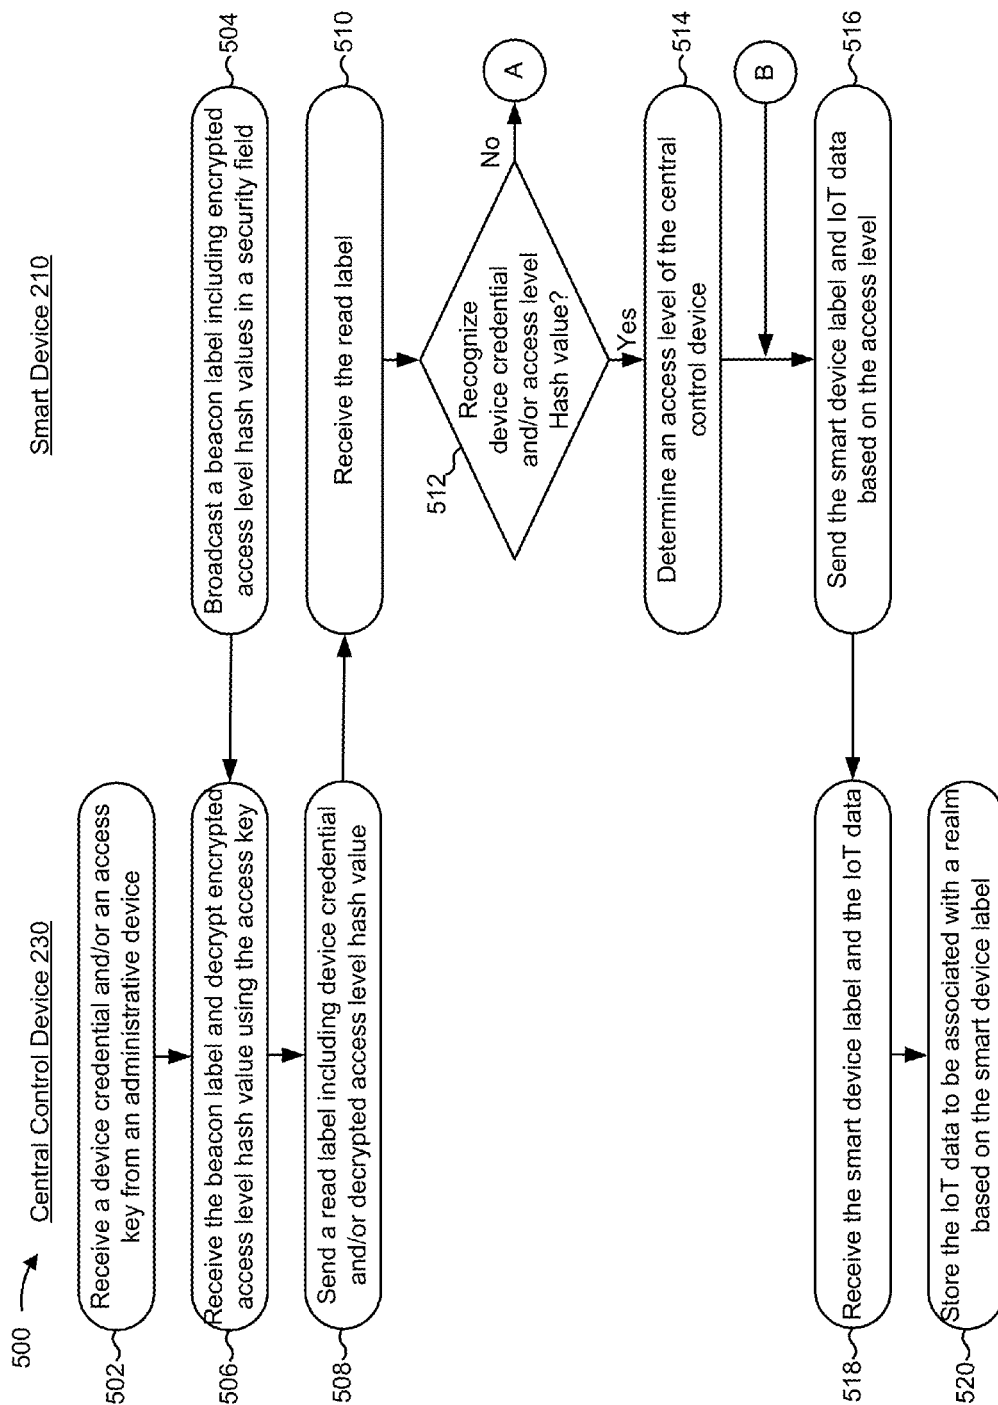 500
Central Control Device 230
Smart Device 210
502
Receive a device credential and/or an access
key from an administrative device
504
Broadcast a beacon label including encrypted
access level hash values in a security field
506
Receive the beacon label and decrypt encrypted
access level hash value using the access key
508
Send a read label including device credential
and/or decrypted access level hash value
510
Receive the read label
512
Recognize
device credential
and/or access level
Hash value?
No
A
Yes
514
Determine an access level of the central
control device
B
516
Send the smart device label and IoT data
based on the access level
518
Receive the smart device label and the IoT data
520
Store the IoT data to be associated with a realm
based on the smart device label